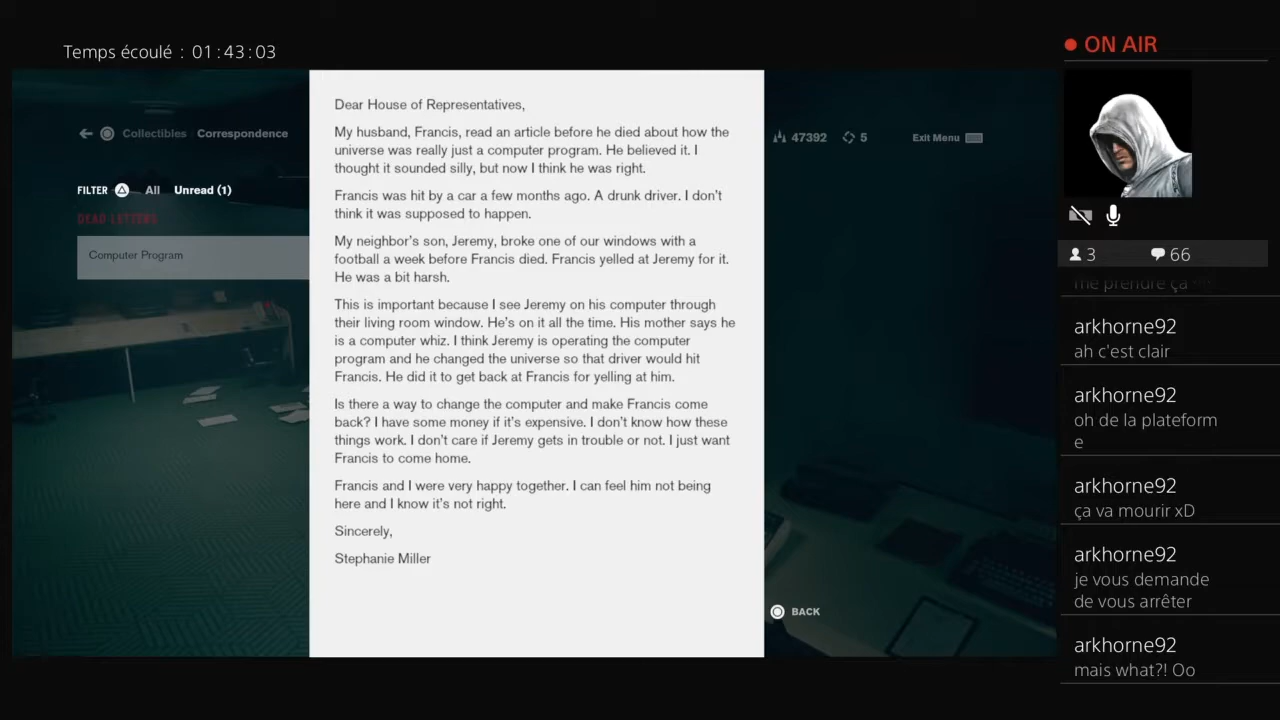 Temps écoulé : 01:43:03
ON AIR
Collectibles Correspondence
47392 5 Exit Menu
FILTER All Unread (1)
DEAD LETTERS
Computer Program
Dear House of Representatives,
My husband, Francis, read an article before he died about how the
universe was really just a computer program. He believed it. I
thought it sounded silly, but now I think he was right.
Francis was hit by a car a few months ago. A drunk driver. I don't
think it was supposed to happen.
My neighbor's son, Jeremy, broke one of our windows with a
football a week before Francis died. Francis yelled at Jeremy for it.
He was a bit harsh.
This is important because I see Jeremy on his computer through
their living room window. He's on it all the time. His mother says he
is a computer whiz. I think Jeremy is operating the computer
program and he changed the universe so that driver would hit
Francis. He did it to get back at Francis for yelling at him.
Is there a way to change the computer and make Francis come
back? I have some money if it's expensive. I don't know how these
things work. I don't care if Jeremy gets in trouble or not. I just want
Francis to come home.
Francis and I were very happy together. I can feel him not being
here and I know it's not right.
Sincerely,
Stephanie Miller
BACK
3 66
me prendre ça
arkhorne92
ah c'est clair
arkhorne92
oh de la plateform
e
arkhorne92
ça va mourir xD
arkhorne92
je vous demande
de vous arrêter
arkhorne92
mais what?! Oo